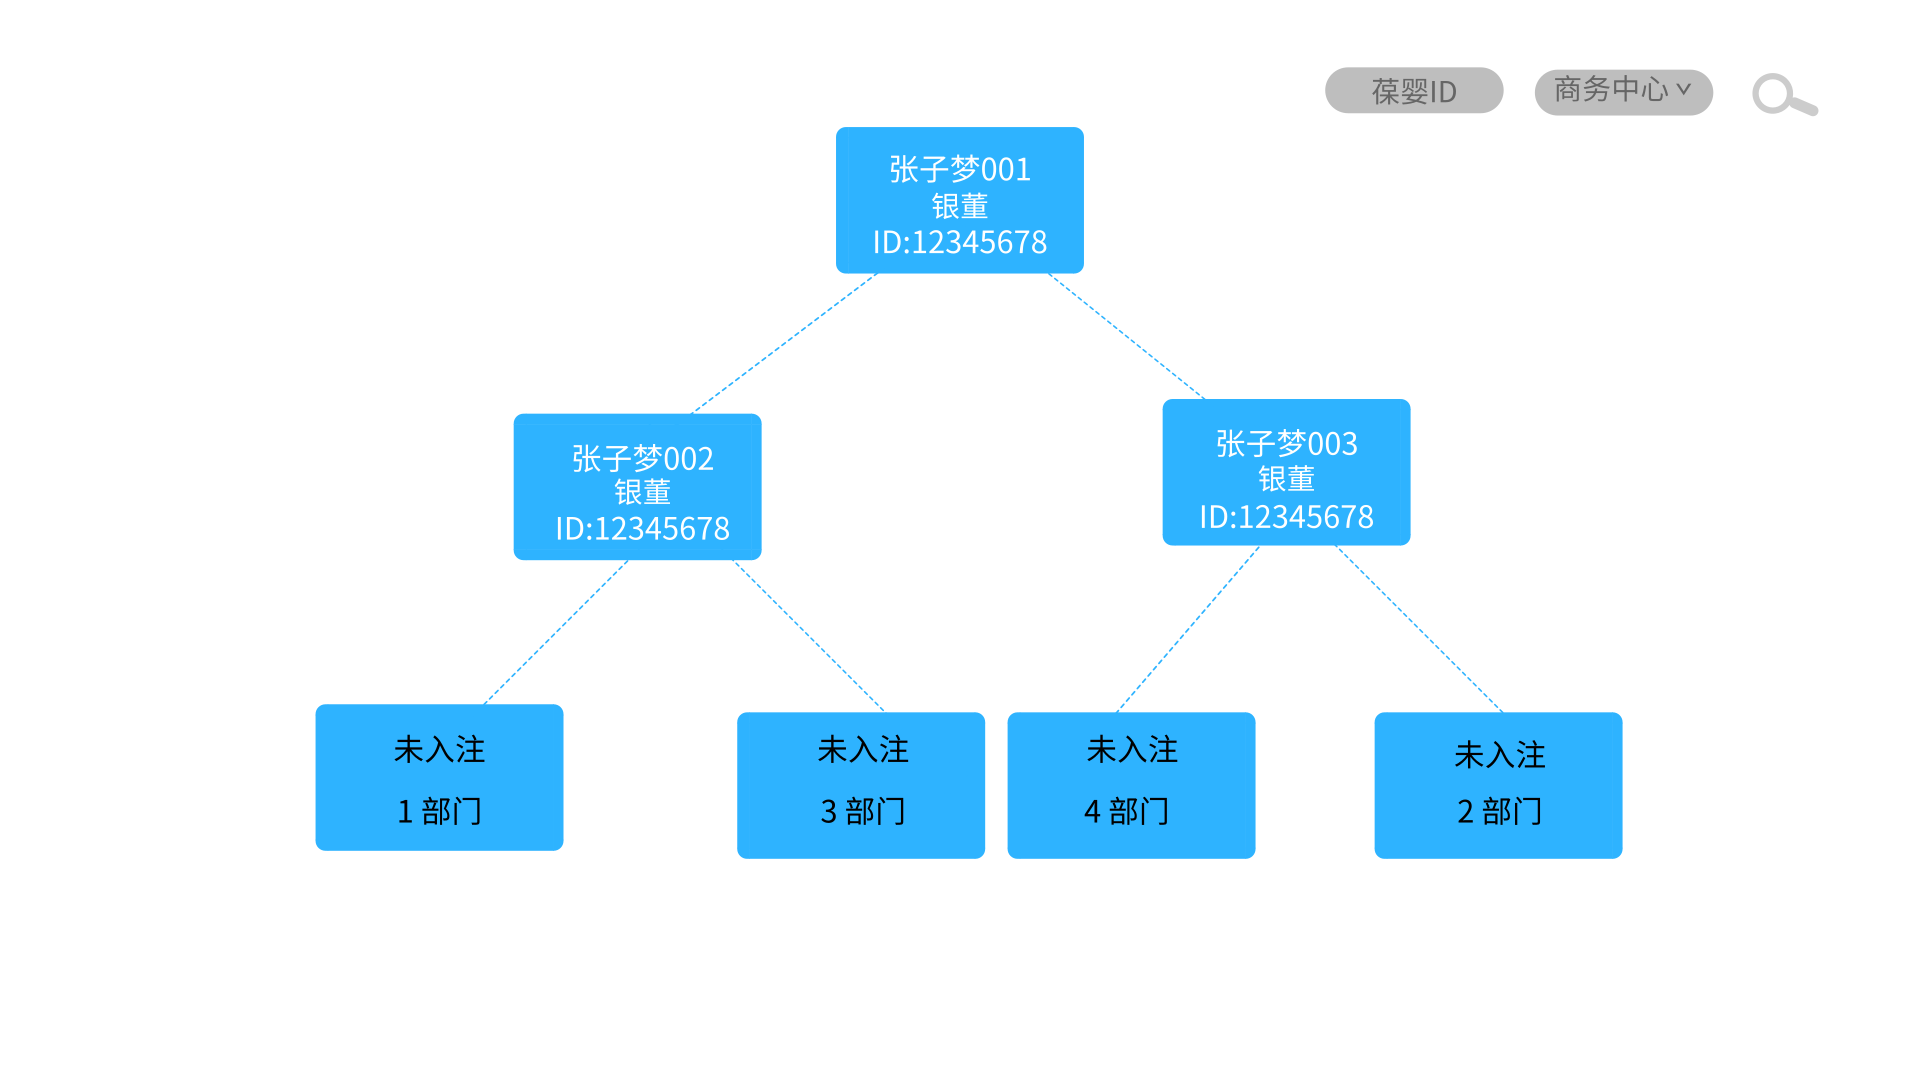 葆婴ID
商务中心
张子梦001
银董
ID:12345678
张子梦002
银董
ID:12345678
张子梦003
银董
ID:12345678
未入注
1 部门
未入注
3 部门
未入注
4 部门
未入注
2 部门